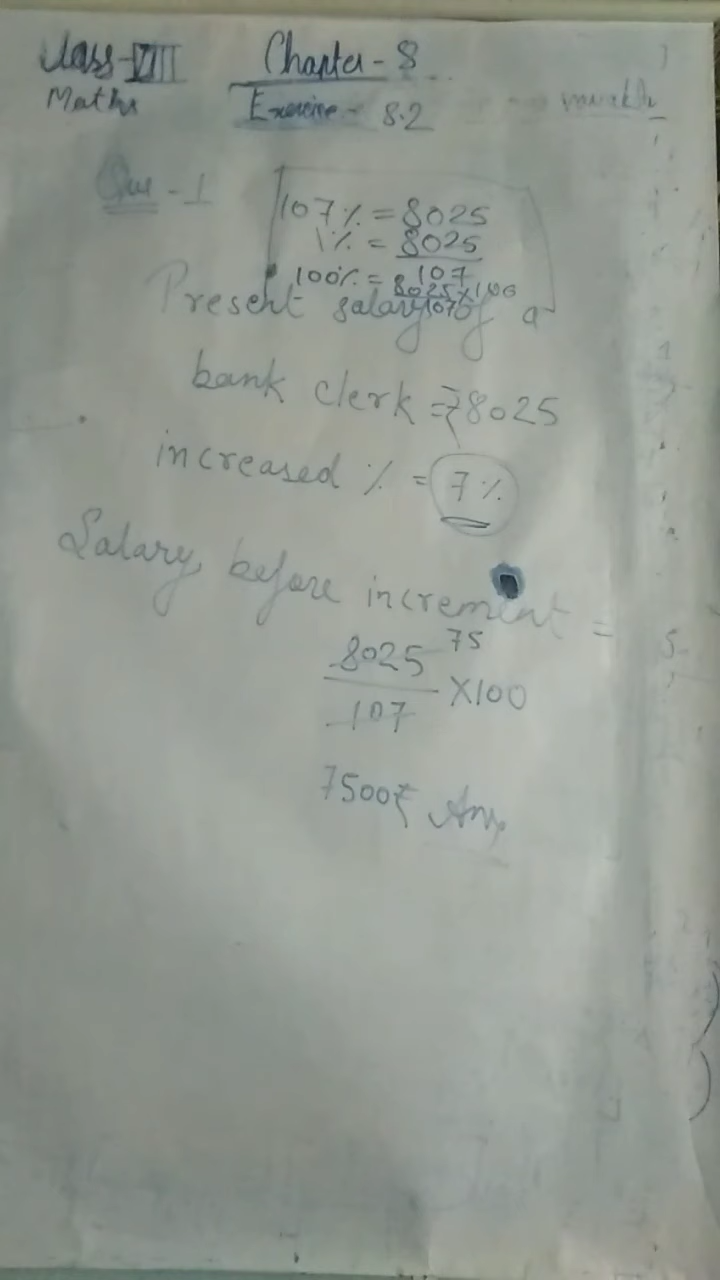 Class-VIII Chapter-8
Maths Exercise- 8.2
Que-1
107% = 8025
1% = 8025
107
100% = 8025×100
107
Present salary of a
bank clerk =₹8025
increased % = 7%
Salary before increment =
8025 75
107 ×100
7500₹ Ans